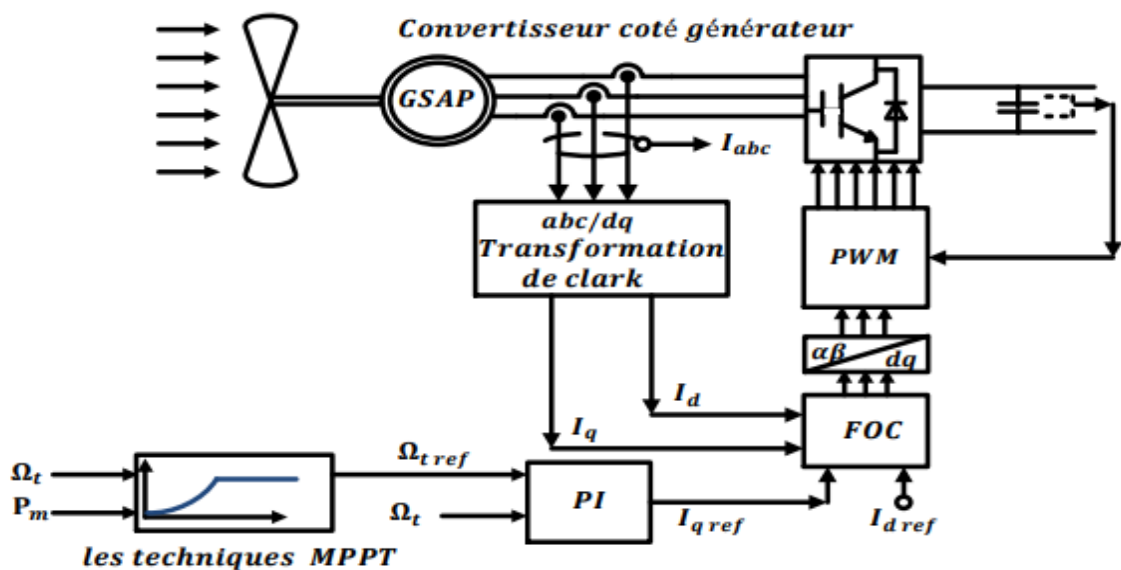 Convertisseur coté générateur
GSAP
I_abc
abc/dq
Transformation
de clark
PWM
αβ
dq
I_d
I_q
FOC
Ω_t
P_m
Ω_t ref
Ω_t
PI
I_q ref
I_d ref
les techniques MPPT